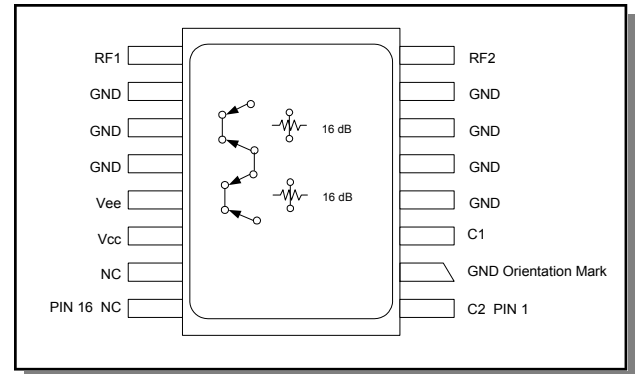 RF1 RF2
GND GND
GND 16 dB GND
GND GND
Vee 16 dB GND
Vcc C1
NC GND Orientation Mark
PIN 16 NC C2 PIN 1